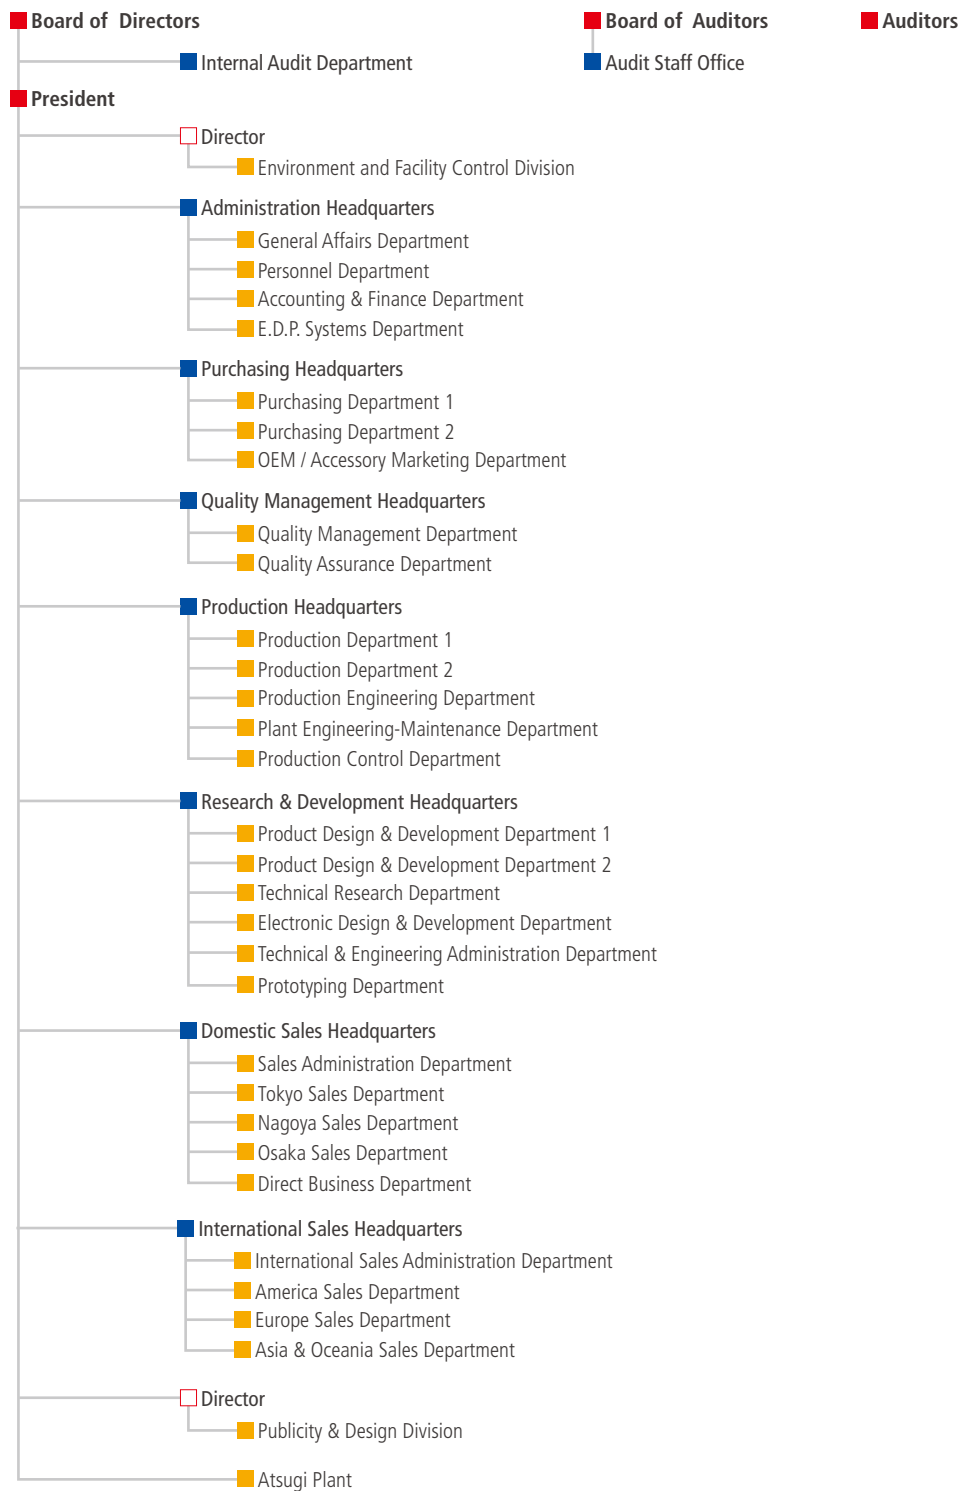 Board of Directors
Board of Auditors
Auditors
Internal Audit Department
Audit Staff Office
President
Director
Environment and Facility Control Division
Administration Headquarters
General Affairs Department
Personnel Department
Accounting & Finance Department
E.D.P. Systems Department
Purchasing Headquarters
Purchasing Department 1
Purchasing Department 2
OEM / Accessory Marketing Department
Quality Management Headquarters
Quality Management Department
Quality Assurance Department
Production Headquarters
Production Department 1
Production Department 2
Production Engineering Department
Plant Engineering-Maintenance Department
Production Control Department
Research & Development Headquarters
Product Design & Development Department 1
Product Design & Development Department 2
Technical Research Department
Electronic Design & Development Department
Technical & Engineering Administration Department
Prototyping Department
Domestic Sales Headquarters
Sales Administration Department
Tokyo Sales Department
Nagoya Sales Department
Osaka Sales Department
Direct Business Department
International Sales Headquarters
International Sales Administration Department
America Sales Department
Europe Sales Department
Asia & Oceania Sales Department
Director
Publicity & Design Division
Atsugi Plant